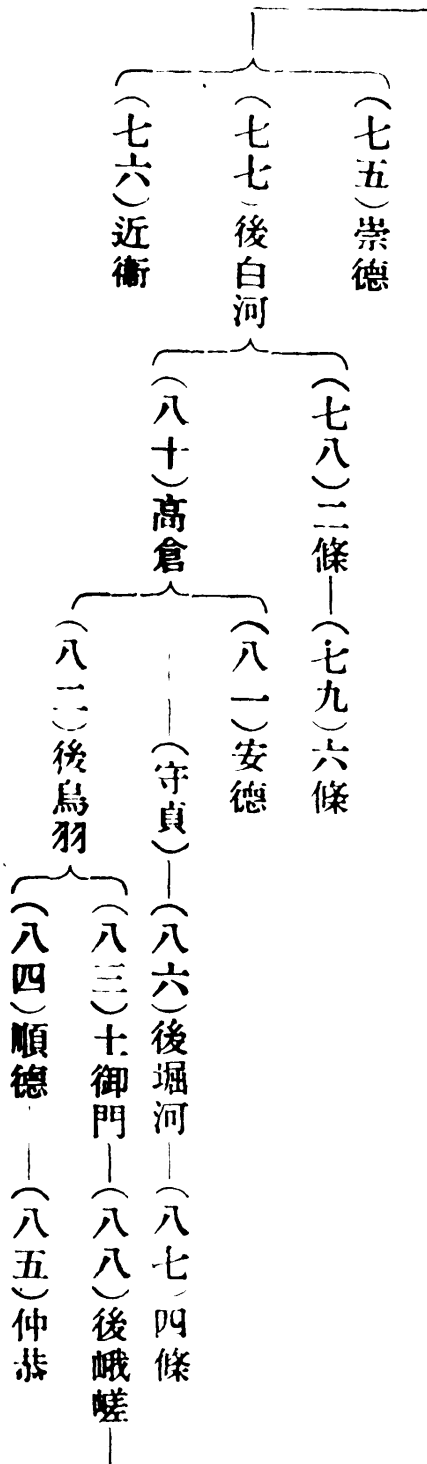 （七五）崇德
（七七）後白河
（七六）近衞
（七八）二條―（七九）六條
（八十）高倉
（八一）安德
（守貞）―（八六）後堀河―（八七）四條
（八二）後鳥羽
（八三）土御門―（八八）後嵯峨
（八四）順德―（八五）仲恭